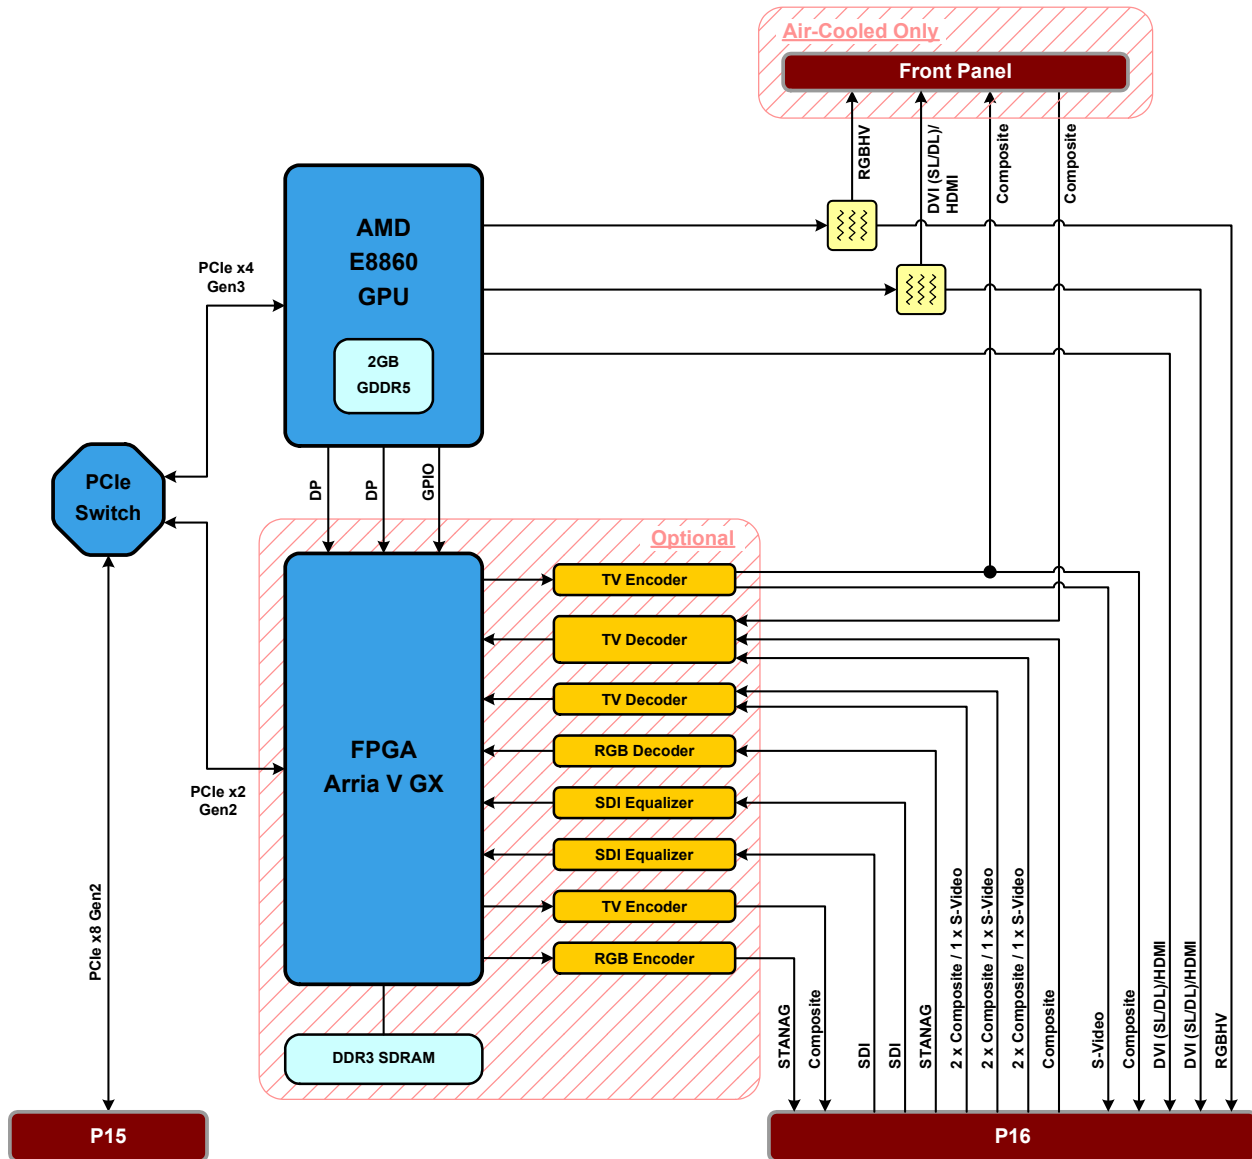 Air-Cooled Only
Front Panel
RGBHV
DVI (SL/DL)/
HDMI
Composite
Composite
AMD
E8860
GPU
2GB
GDDR5
PCIe x4
Gen3
PCIe
Switch
DP
DP
GPIO
Optional
TV Encoder
TV Decoder
TV Decoder
FPGA
Arria V GX
RGB Decoder
SDI Equalizer
SDI Equalizer
TV Encoder
RGB Encoder
PCIe x2
Gen2
PCIe x8 Gen2
DDR3 SDRAM
STANAG
Composite
SDI
SDI
STANAG
2 x Composite / 1 x S-Video
2 x Composite / 1 x S-Video
2 x Composite / 1 x S-Video
Composite
S-Video
Composite
DVI (SL/DL)/HDMI
DVI (SL/DL)/HDMI
RGBHV
P15
P16